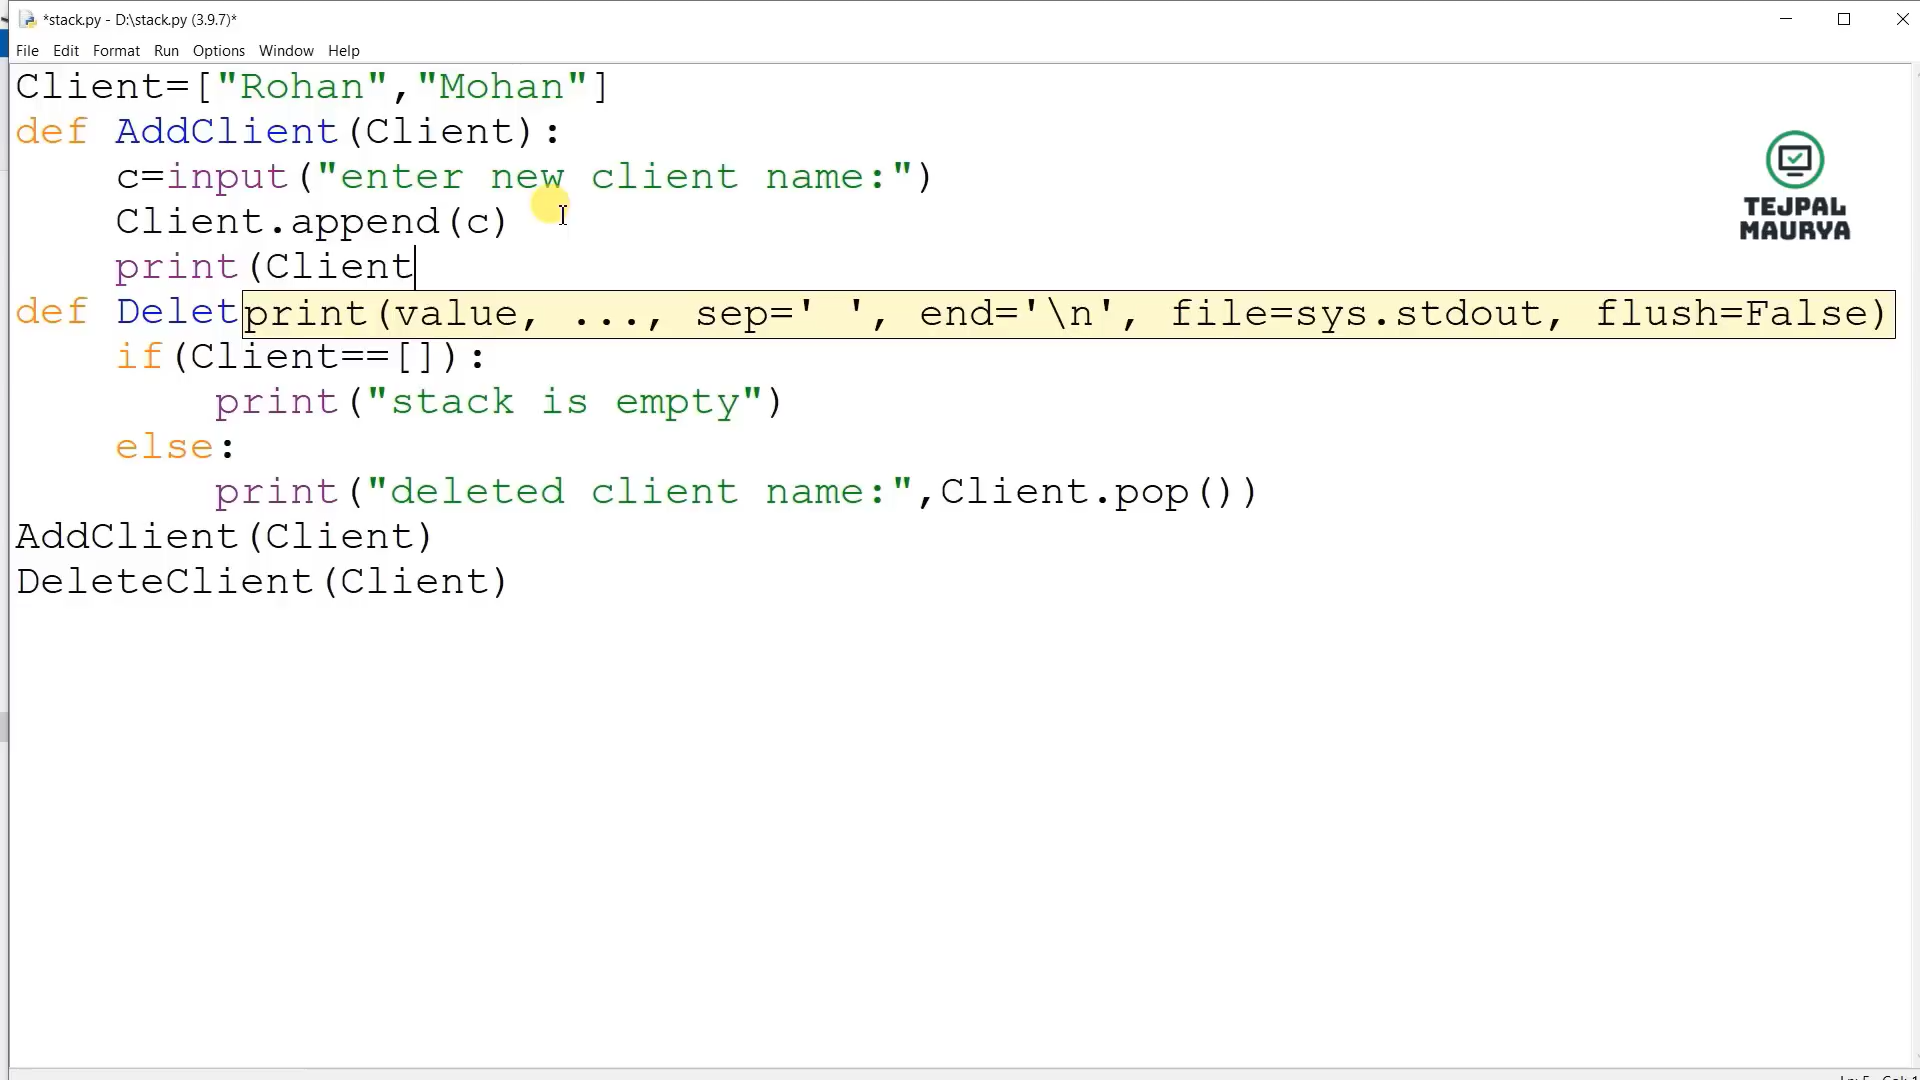 *stack.py - D:\stack.py (3.9.7)*
File Edit Format Run Options Window Help
Client=["Rohan","Mohan"]
def AddClient(Client):
    c=input("enter new client name:")
    Client.append(c)
    print(Client
def Delet
print(value, ..., sep=' ', end='\n', file=sys.stdout, flush=False)
    if(Client==[]):
        print("stack is empty")
    else:
        print("deleted client name:",Client.pop())
AddClient(Client)
DeleteClient(Client)
TEJPAL
MAURYA